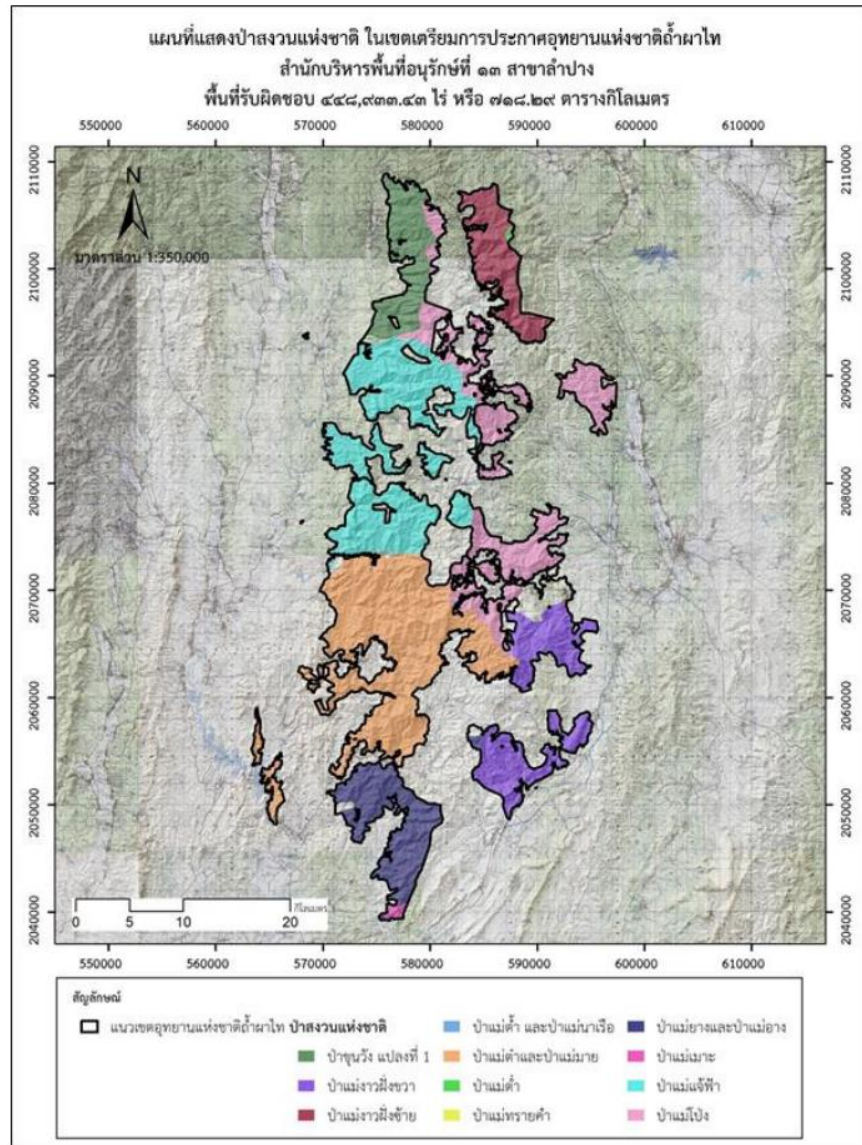 แผนที่แสดงป่าสงวนแห่งชาติ ในเขตเตรียมการประกาศอุทยานแห่งชาติถ้ำผาไท
สำนักบริหารพื้นที่อนุรักษ์ที่ ๑๓ สาขาลำปาง
พื้นที่รับผิดชอบ ๔๔๘,๙๓๓.๔๓ ไร่ หรือ ๗๑๘.๒๙ ตารางกิโลเมตร
550000 560000 570000 580000 590000 600000 610000
2110000 2110000
N
มาตราส่วน 1:350,000
2100000 2100000
2090000 2090000
2080000 2080000
2070000 2070000
2060000 2060000
2050000 2050000
2040000 2040000
กิโลเมตร
0 5 10 20
550000 560000 570000 580000 590000 600000 610000
สัญลักษณ์
แนวเขตอุทยานแห่งชาติถ้ำผาไท ป่าสงวนแห่งชาติ ป่าแม่ต้ำ และป่าแม่นาเรือ ป่าแม่ยางและป่าแม่อาง
ป่าขุนวัง แปลงที่ 1 ป่าแม่ต๋ำและป่าแม่มาย ป่าแม่เมาะ
ป่าแม่งาวฝั่งขวา ป่าแม่ต่ำ ป่าแม่แจ้ฟ้า
ป่าแม่งาวฝั่งซ้าย ป่าแม่ทรายคำ ป่าแม่โป่ง